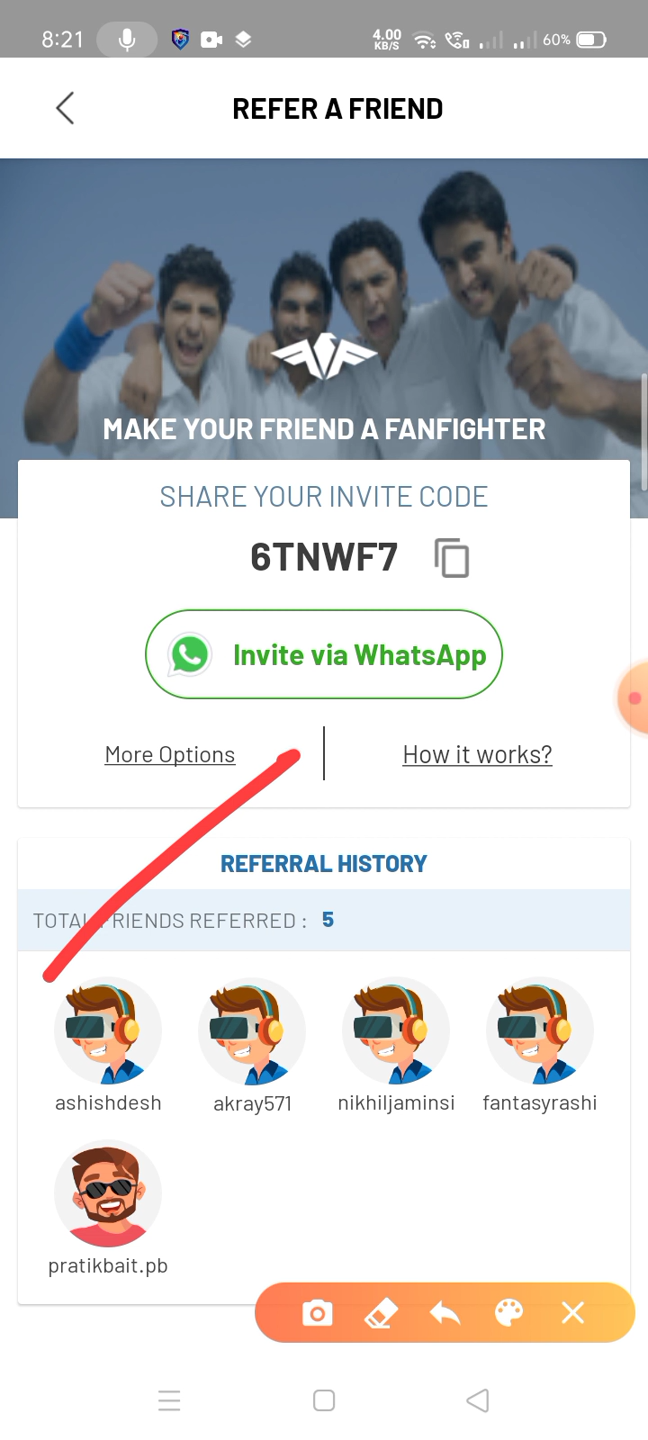 8:21
4.00
KB/S
60%
REFER A FRIEND
MAKE YOUR FRIEND A FANFIGHTER
SHARE YOUR INVITE CODE
6TNWF7
Invite via WhatsApp
More Options
How it works?
REFERRAL HISTORY
TOTAL FRIENDS REFERRED : 5
ashishdesh
akray571
nikhiljaminsi
fantasyrashi
pratikbait.pb